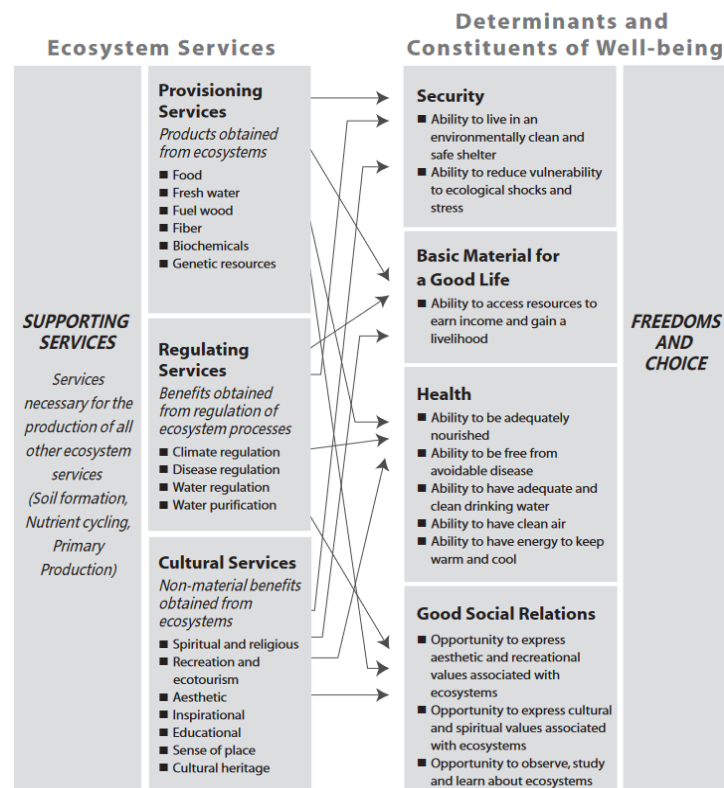 Ecosystem Services
Determinants and
Constituents of Well-being
SUPPORTING
SERVICES
Services
necessary for the
production of all
other ecosystem
services
(Soil formation,
Nutrient cycling,
Primary
Production)
Provisioning
Services
Products obtained
from ecosystems
■ Food
■ Fresh water
■ Fuel wood
■ Fiber
■ Biochemicals
■ Genetic resources
Regulating
Services
Benefits obtained
from regulation of
ecosystem processes
■ Climate regulation
■ Disease regulation
■ Water regulation
■ Water purification
Cultural Services
Non-material benefits
obtained from
ecosystems
■ Spiritual and religious
■ Recreation and
ecotourism
■ Aesthetic
■ Inspirational
■ Educational
■ Sense of place
■ Cultural heritage
Security
■ Ability to live in an
environmentally clean and
safe shelter
■ Ability to reduce vulnerability
to ecological shocks and
stress
Basic Material for
a Good Life
■ Ability to access resources to
earn income and gain a
livelihood
Health
■ Ability to be adequately
nourished
■ Ability to be free from
avoidable disease
■ Ability to have adequate and
clean drinking water
■ Ability to have clean air
■ Ability to have energy to keep
warm and cool
Good Social Relations
■ Opportunity to express
aesthetic and recreational
values associated with
ecosystems
■ Opportunity to express cultural
and spiritual values associated
with ecosystems
■ Opportunity to observe, study
and learn about ecosystems
FREEDOMS
AND
CHOICE